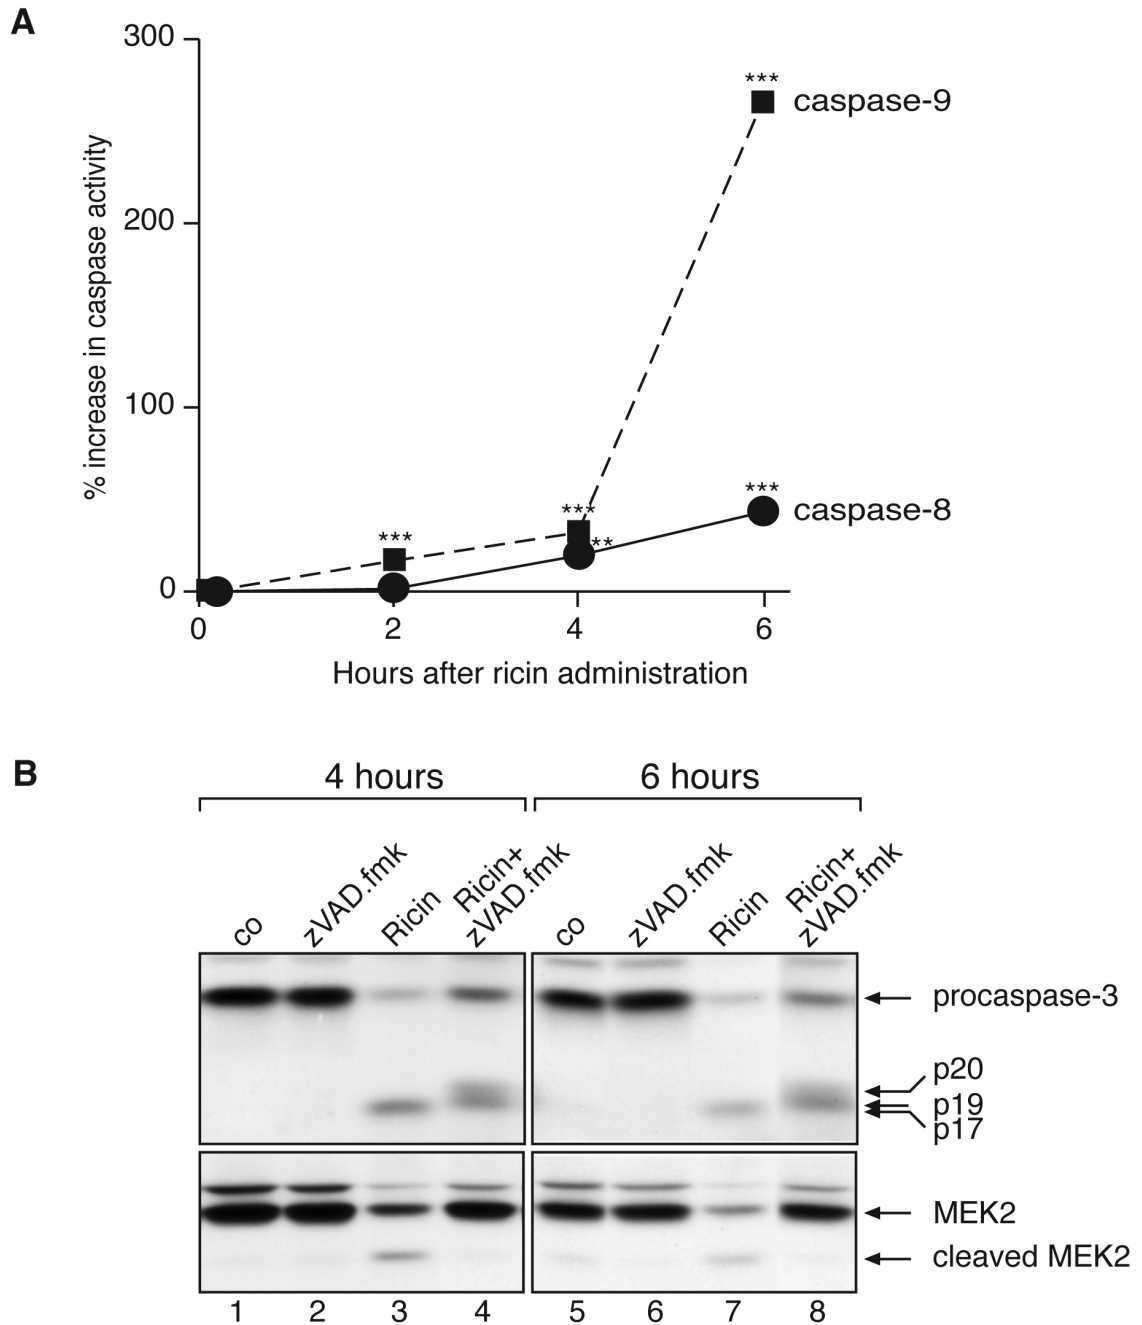 A
300
200
100
0
% increase in caspase activity
***
caspase-9
***
***
**
***
caspase-8
0
2
4
6
Hours after ricin administration
B
4 hours
6 hours
co
zVAD.fmk
Ricin
Ricin+
zVAD.fmk
co
zVAD.fmk
Ricin
Ricin+
zVAD.fmk
procaspase-3
p20
p19
p17
MEK2
cleaved MEK2
1 2 3 4 5 6 7 8